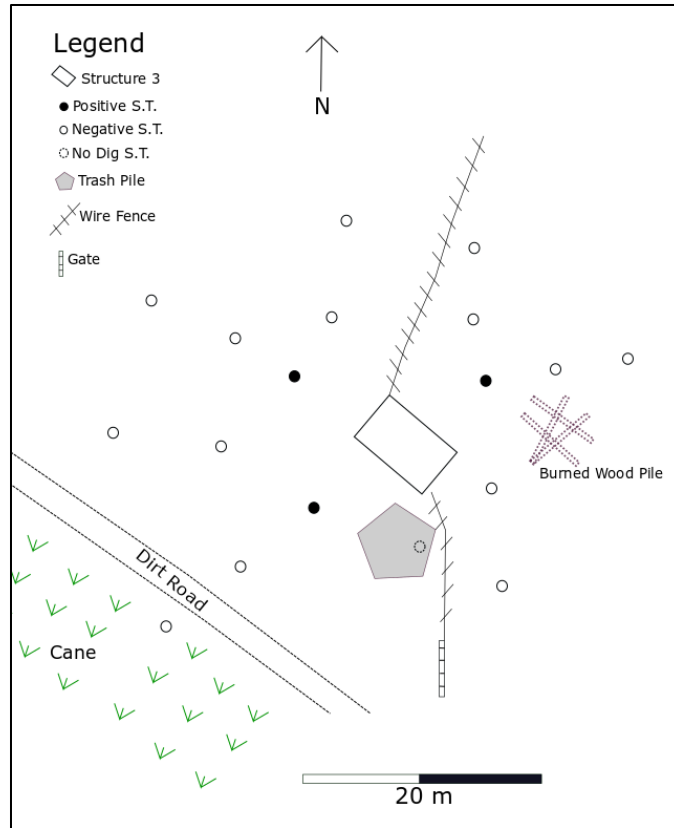 Legend
Structure 3
Positive S.T.
Negative S.T.
No Dig S.T.
Trash Pile
Wire Fence
Gate
N
Burned Wood Pile
Dirt Road
Cane
20 m